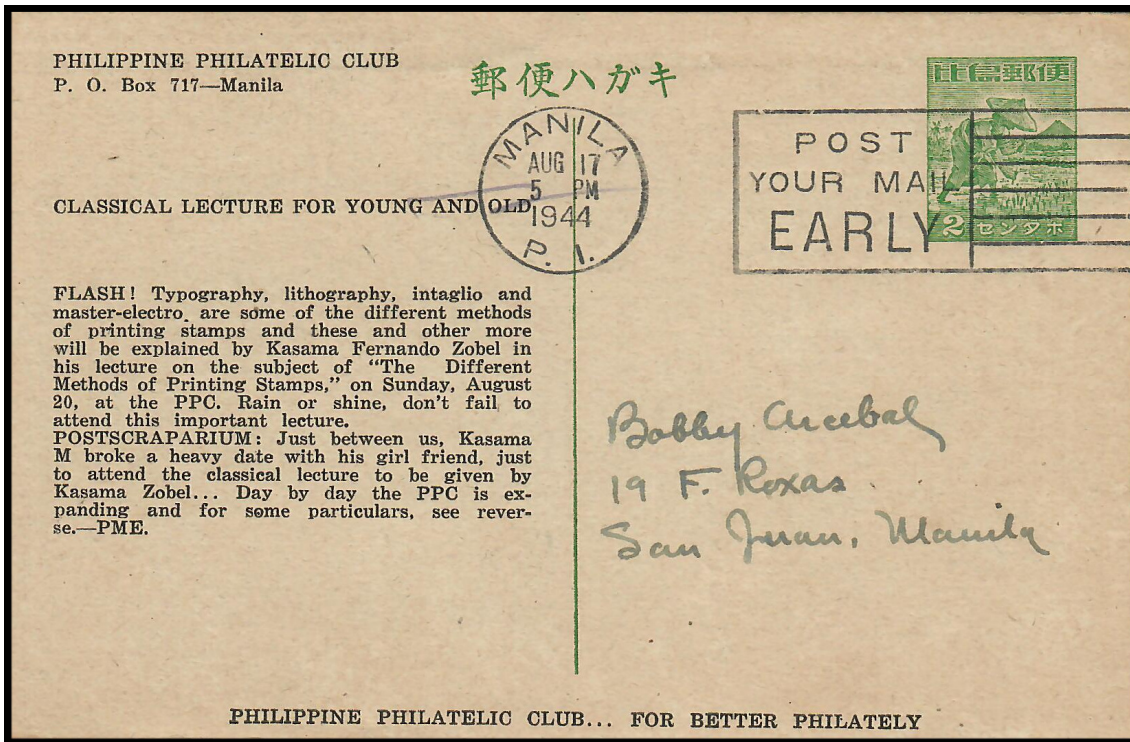 PHILIPPINE PHILATELIC CLUB
P. O. Box 717—Manila
郵便ハガキ
比島郵便
2 センタボ
MANILA
AUG 17
5 PM
1944
P. I.
POST
YOUR MAIL
EARLY
CLASSICAL LECTURE FOR YOUNG AND OLD
FLASH! Typography, lithography, intaglio and
master-electro. are some of the different methods
of printing stamps and these and other more
will be explained by Kasama Fernando Zobel in
his lecture on the subject of “The Different
Methods of Printing Stamps,” on Sunday, August
20, at the PPC. Rain or shine, don't fail to
attend this important lecture.
POSTSCRAPARIUM: Just between us, Kasama
M broke a heavy date with his girl friend, just
to attend the classical lecture to be given by
Kasama Zobel... Day by day the PPC is ex-
panding and for some particulars, see rever-
se.—PME.
Bobby Arcebal
19 F. Roxas
San Juan, Manila
PHILIPPINE PHILATELIC CLUB... FOR BETTER PHILATELY